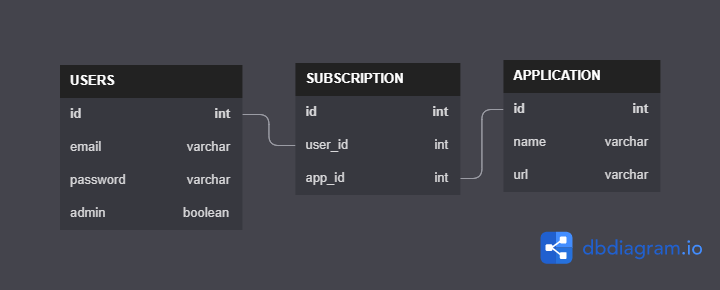 USERS
id int
email varchar
password varchar
admin boolean
SUBSCRIPTION
id int
user_id int
app_id int
APPLICATION
id int
name varchar
url varchar
dbdiagram.io